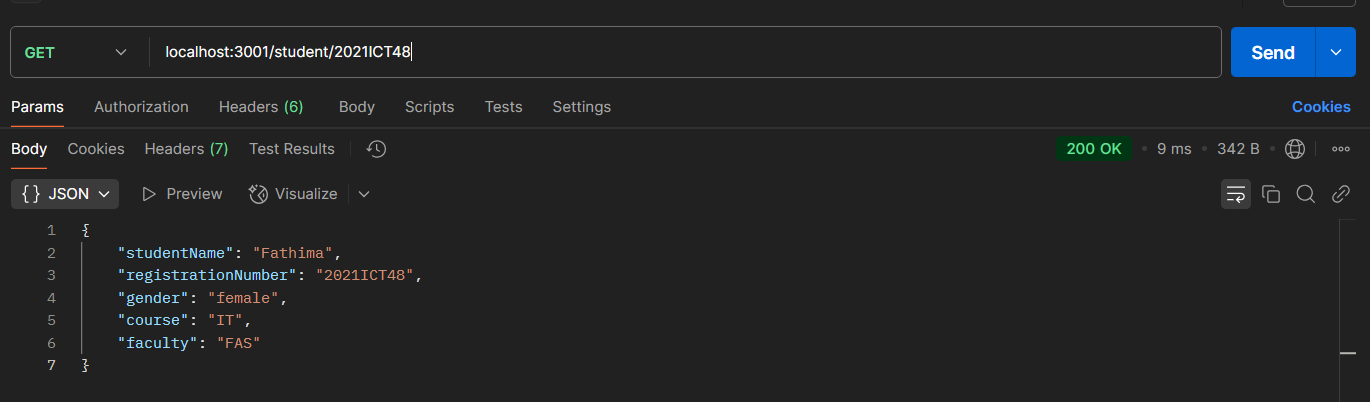 GET localhost:3001/student/2021ICT48 Send
Params Authorization Headers (6) Body Scripts Tests Settings Cookies
Body Cookies Headers (7) Test Results 200 OK • 9 ms • 342 B •
{} JSON Preview Visualize
1 {
2 "studentName": "Fathima",
3 "registrationNumber": "2021ICT48",
4 "gender": "female",
5 "course": "IT",
6 "faculty": "FAS"
7 }